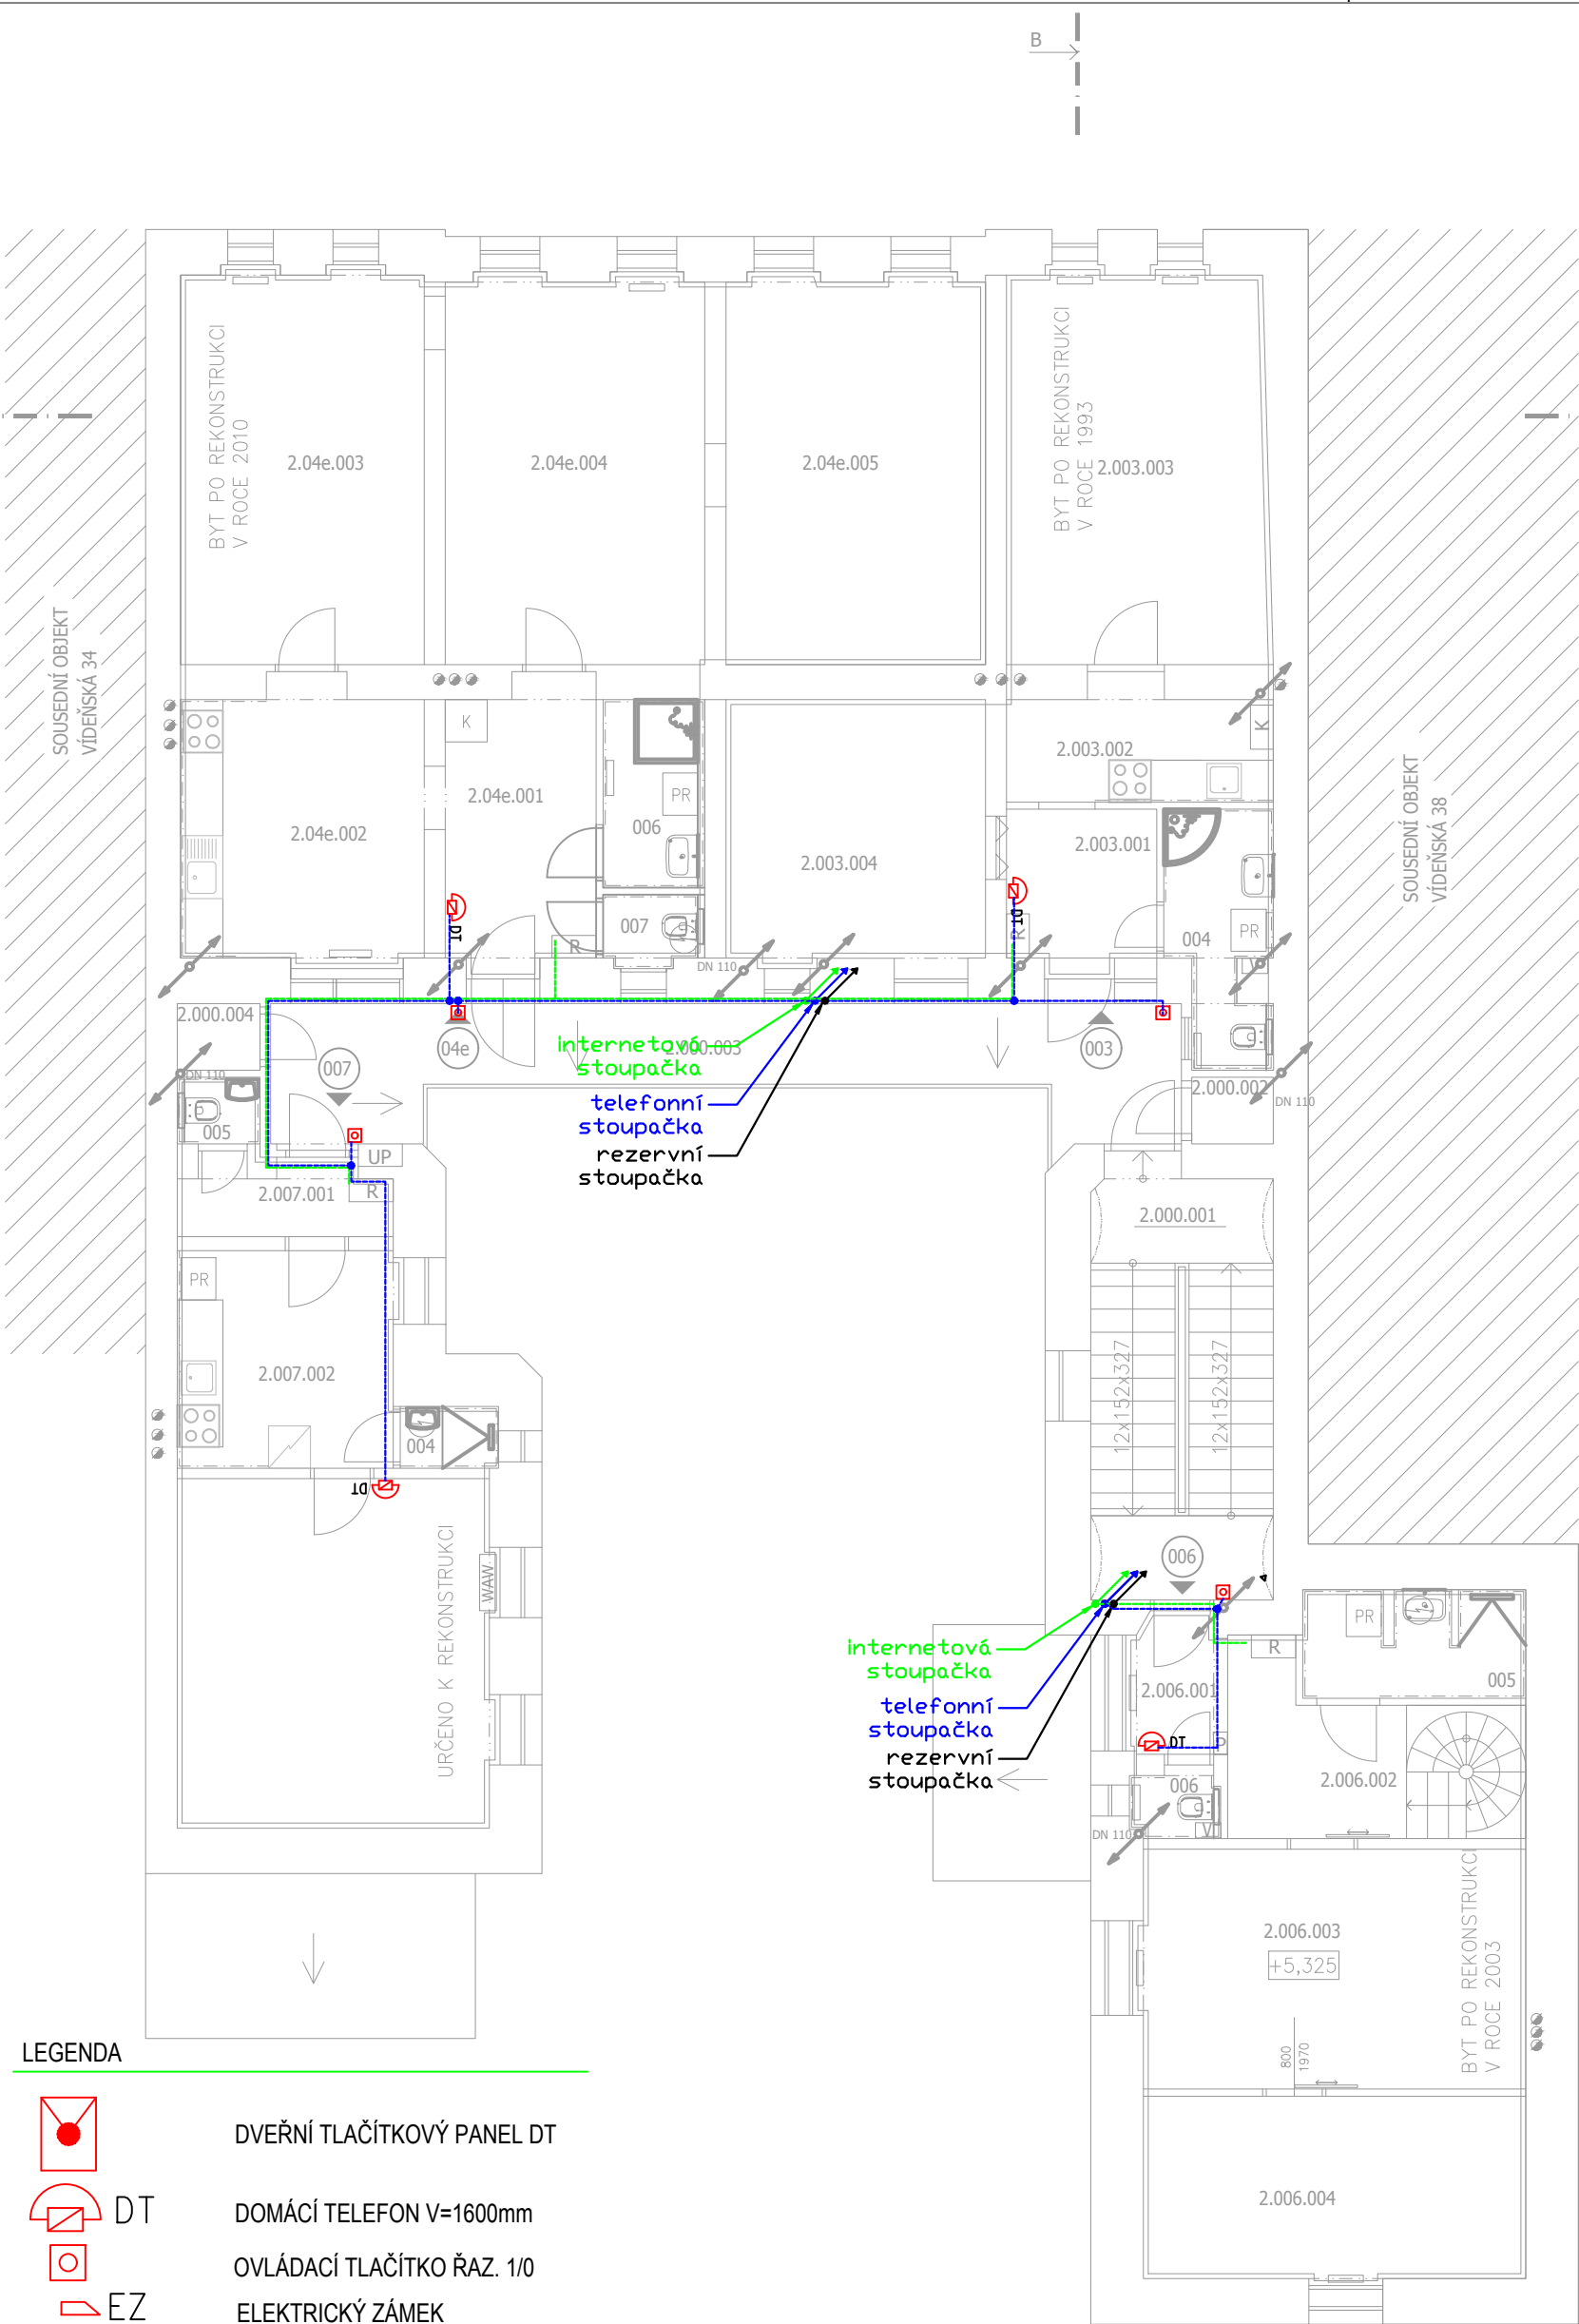 B
BYT PO REKONSTRUKCI
V ROCE 2010
2.04e.003
2.04e.004
2.04e.005
BYT PO REKONSTRUKCI
V ROCE 1993
2.003.003
SOUSEDNÍ OBJEKT
VÍDEŇSKÁ 34
K
2.04e.001
2.04e.002
PR
006
007
R
DT
2.003.004
2.003.002
K
2.003.001
DT
R
004
PR
V
SOUSEDNÍ OBJEKT
VÍDEŇSKÁ 38
DN 110
2.000.004
007
04e
2.000.003
003
2.000.002
DN 110
DN 110
internetová
stoupačka
telefonní
stoupačka
rezervní
stoupačka
005
UP
R
2.007.001
PR
2.007.002
004
DT
URČENO K REKONSTRUKCI
WAW
2.000.001
12x152x327
12x152x327
006
internetová
stoupačka
telefonní
stoupačka
rezervní
stoupačka
R
PR
005
2.006.001
DT
P
006
V
DN 110
2.006.002
2.006.003
+5,325
BYT PO REKONSTRUKCI
V ROCE 2003
800
1970
2.006.004
LEGENDA
DVEŘNÍ TLAČÍTKOVÝ PANEL DT
DT
DOMÁCÍ TELEFON V=1600mm
OVLÁDACÍ TLAČÍTKO ŘAZ. 1/0
EZ
ELEKTRICKÝ ZÁMEK